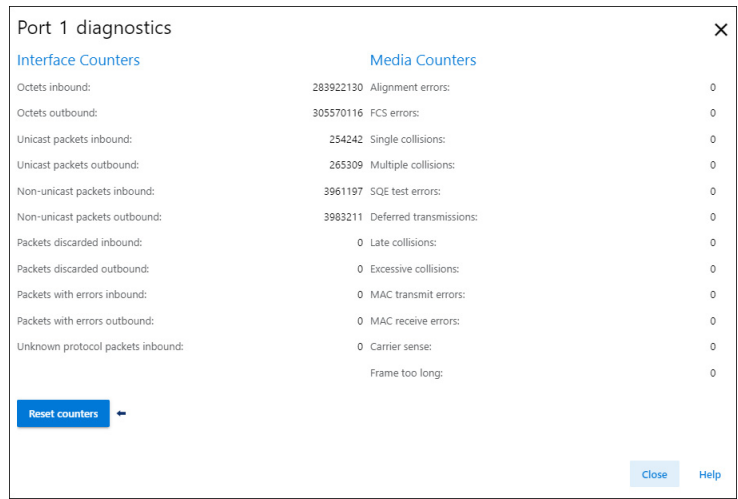 Port 1 diagnostics
Interface Counters
Octets inbound: 283922130
Octets outbound: 305570116
Unicast packets inbound: 254242
Unicast packets outbound: 265309
Non-unicast packets inbound: 3961197
Non-unicast packets outbound: 3983211
Packets discarded inbound: 0
Packets discarded outbound: 0
Packets with errors inbound: 0
Packets with errors outbound: 0
Unknown protocol packets inbound: 0
Media Counters
Alignment errors: 0
FCS errors: 0
Single collisions: 0
Multiple collisions: 0
SQE test errors: 0
Deferred transmissions: 0
Late collisions: 0
Excessive collisions: 0
MAC transmit errors: 0
MAC receive errors: 0
Carrier sense: 0
Frame too long: 0
Reset counters
Close Help